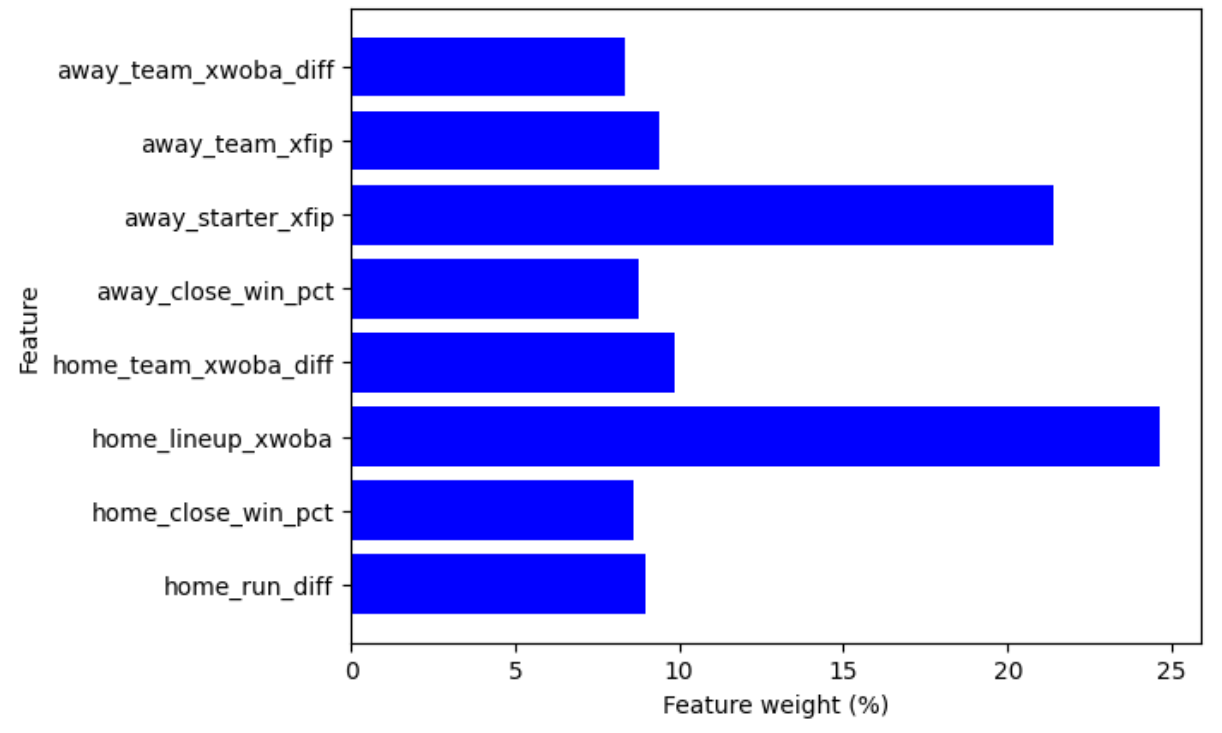 away_team_xwoba_diff
away_team_xfip
away_starter_xfip
away_close_win_pct
home_team_xwoba_diff
home_lineup_xwoba
home_close_win_pct
home_run_diff
Feature
0 5 10 15 20 25
Feature weight (%)